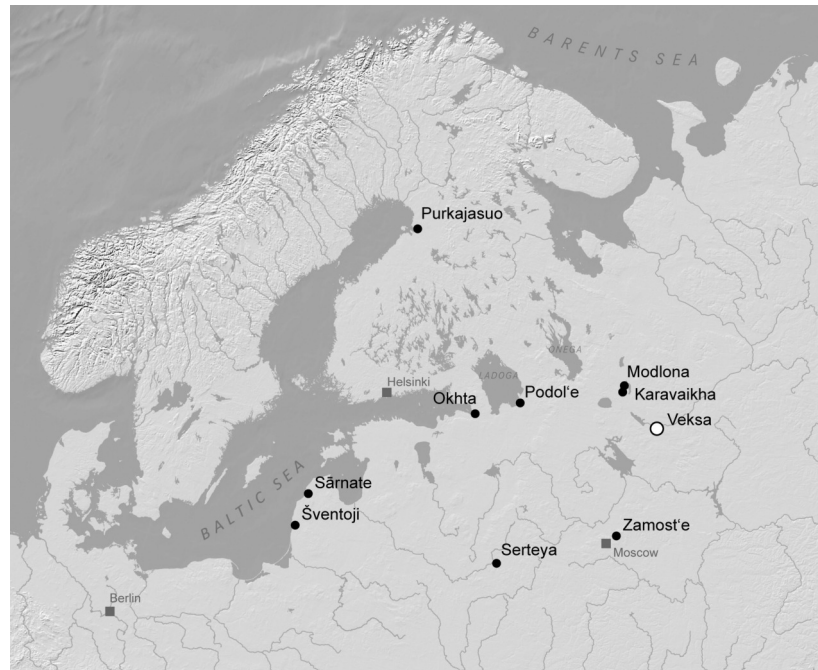 BARENTS SEA
Purkajasuo
ONEGA
LADOGA
Helsinki
Modlona
Karavaikha
Okhta
Podol‘e
Veksa
Sārnate
BALTIC SEA
Šventoji
Zamost‘e
Serteya
Moscow
Berlin